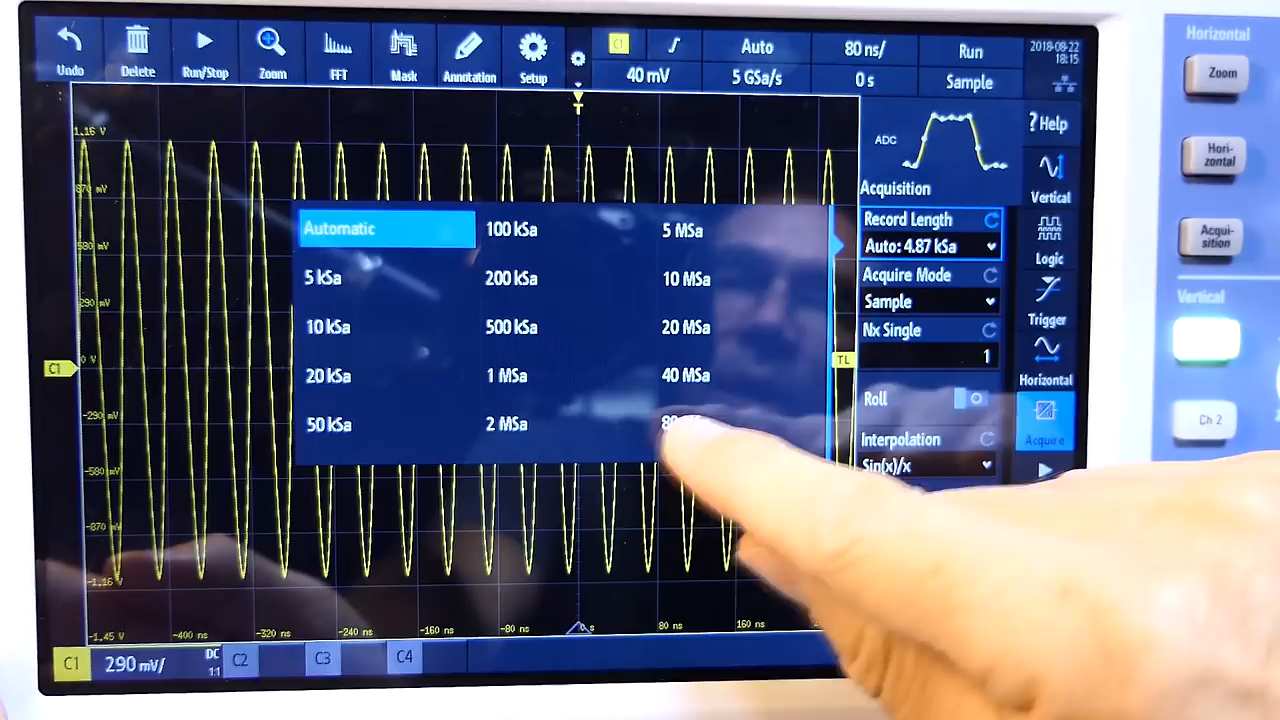 Undo
Delete
Run/Stop
Zoom
FFT
Mask
Annotation
Setup
C1
40 mV
Auto
5 GSa/s
80 ns/
0 s
Run
Sample
2018-08-22
18:15
Horizontal
Zoom
Hori-
zontal
Acqui-
sition
Vertical
Ch 2
T
1.16 V
mV
580 mV
290 mV
C1
0 V
-290 mV
-580 mV
-870 mV
-1.16 V
-1.45 V
-400 ns
-320 ns
-240 ns
-160 ns
-80 ns
0 s
80 ns
160 ns
TL
Automatic
100 kSa
5 MSa
5 kSa
200 kSa
10 MSa
10 kSa
500 kSa
20 MSa
20 kSa
1 MSa
40 MSa
50 kSa
2 MSa
ADC
Acquisition
Record Length
Auto: 4.87 kSa
Acquire Mode
Sample
Nx Single
1
Roll
Interpolation
Sin(x)/x
? Help
Vertical
Logic
Trigger
Horizontal
Acquire
C1
290 mV/
DC
1:1
C2
C3
C4